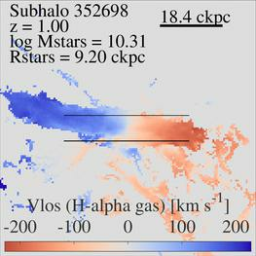 Subhalo 352698
z = 1.00
log Mstars = 10.31
Rstars = 9.20 ckpc
18.4 ckpc
Vlos (H-alpha gas) [km s⁻¹]
-200 -100 0 100 200